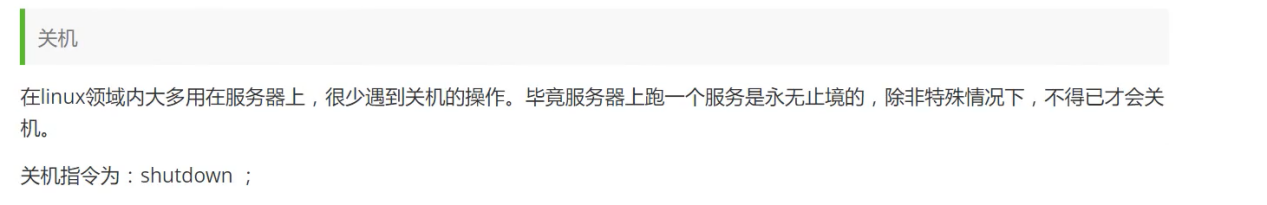 关机
在linux领域内大多用在服务器上，很少遇到关机的操作。毕竟服务器上跑一个服务是永无止境的，除非特殊情况下，不得已才会关
机。
关机指令为：shutdown ；